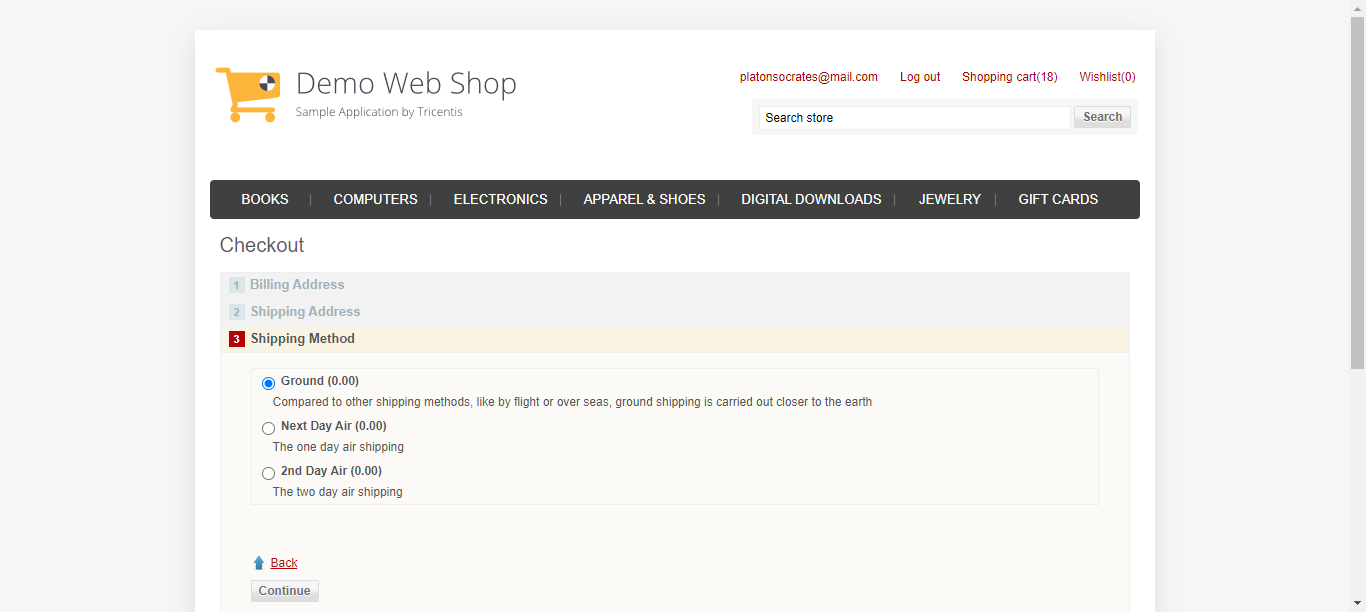 Demo Web Shop
Sample Application by Tricentis
platonsocrates@mail.com Log out Shopping cart(18) Wishlist(0)
Search store Search
BOOKS COMPUTERS ELECTRONICS APPAREL & SHOES DIGITAL DOWNLOADS JEWELRY GIFT CARDS
Checkout
1 Billing Address
2 Shipping Address
3 Shipping Method
Ground (0.00)
Compared to other shipping methods, like by flight or over seas, ground shipping is carried out closer to the earth
Next Day Air (0.00)
The one day air shipping
2nd Day Air (0.00)
The two day air shipping
Back
Continue